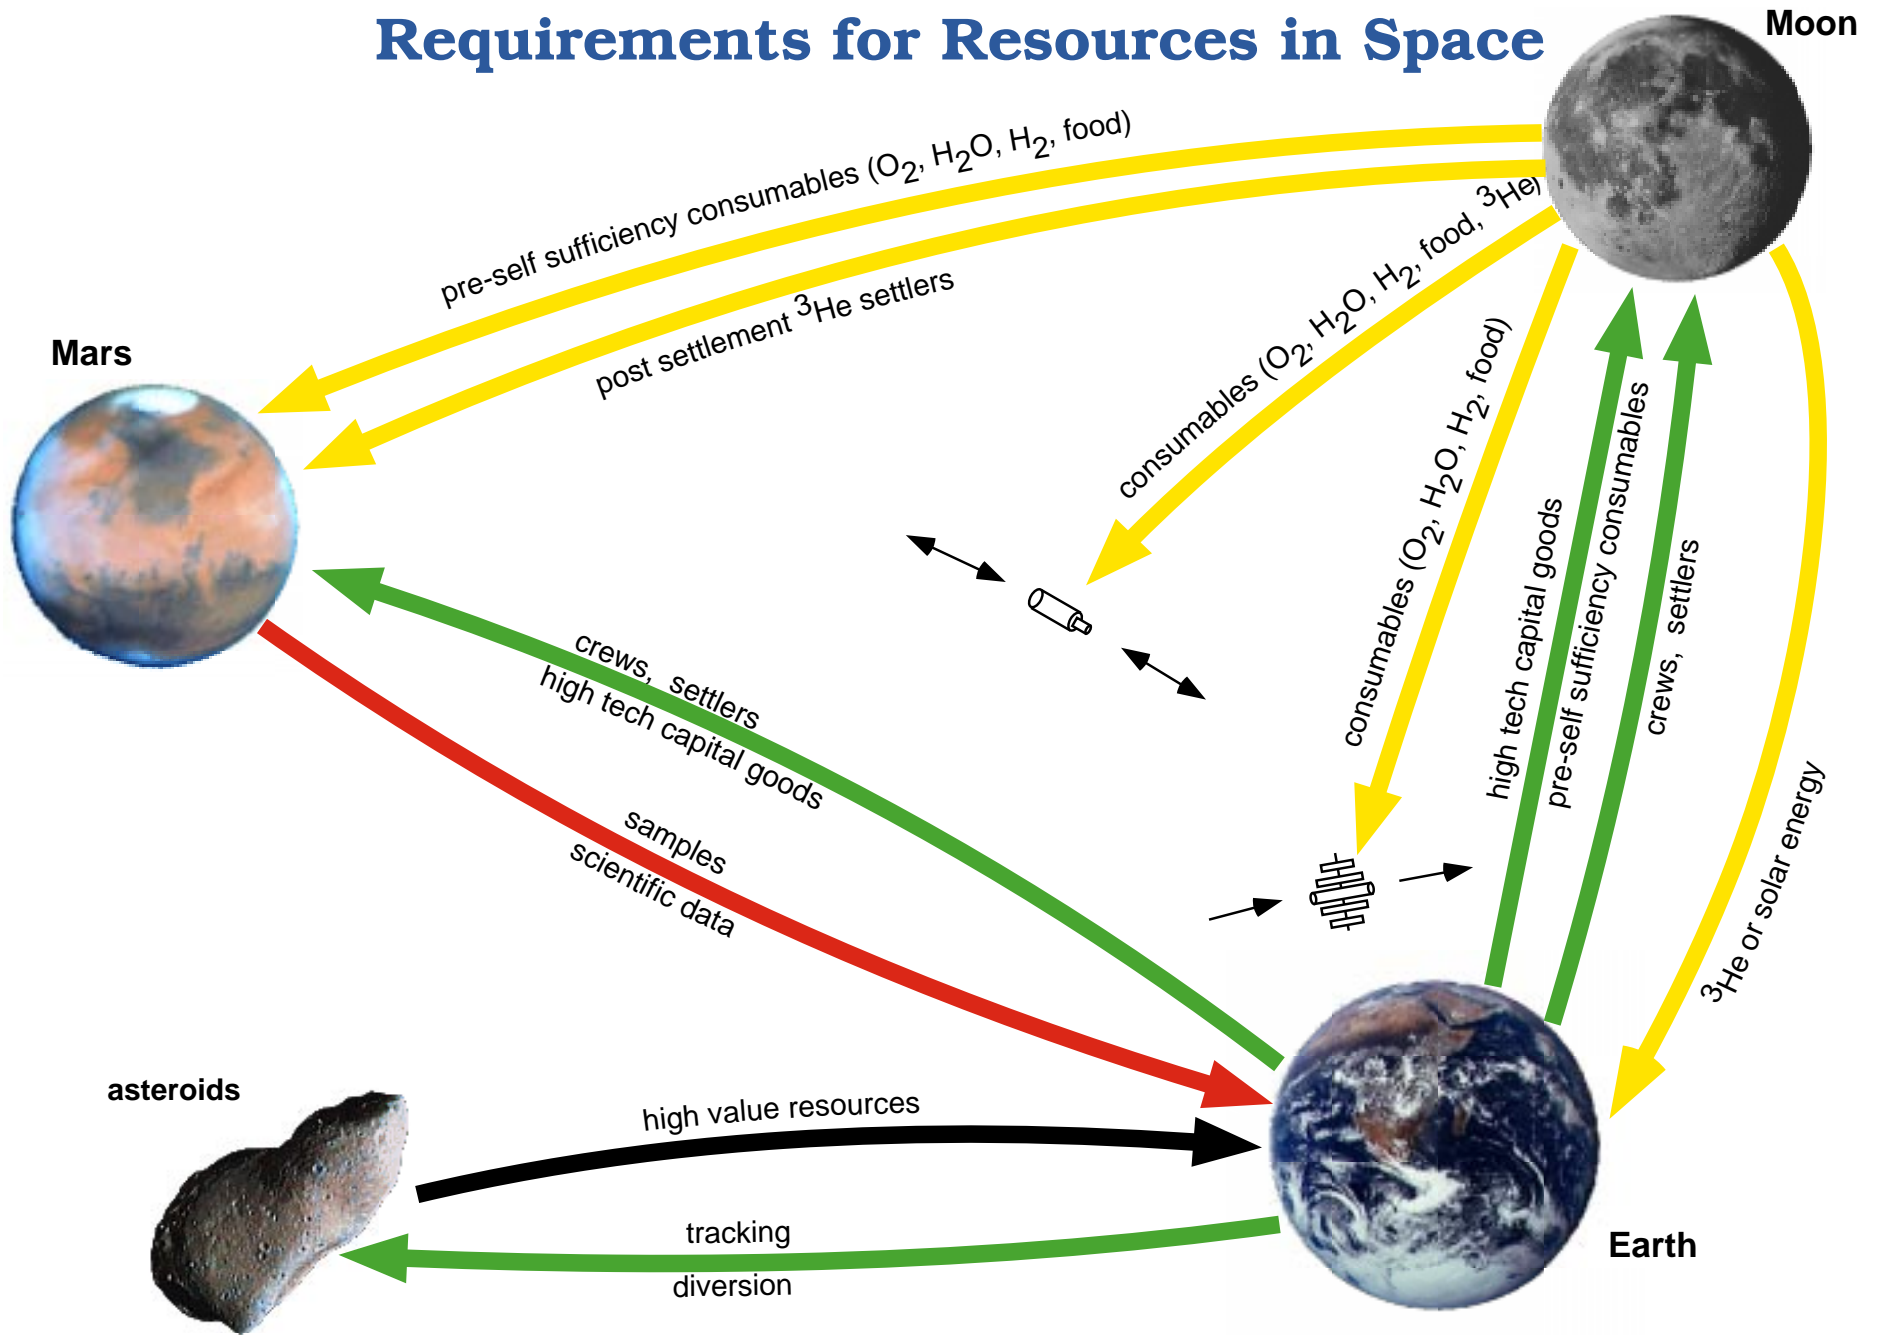 Requirements for Resources in Space
Moon
pre-self sufficiency consumables (O₂, H₂O, H₂, food)
post settlement ³He settlers
consumables (O₂, H₂O, H₂, food, ³He)
consumables (O₂, H₂O, H₂, food)
Mars
high tech capital goods
pre-self sufficiency consumables
crews, settlers
³He or solar energy
crews, settlers
high tech capital goods
samples
scientific data
asteroids
high value resources
tracking
diversion
Earth